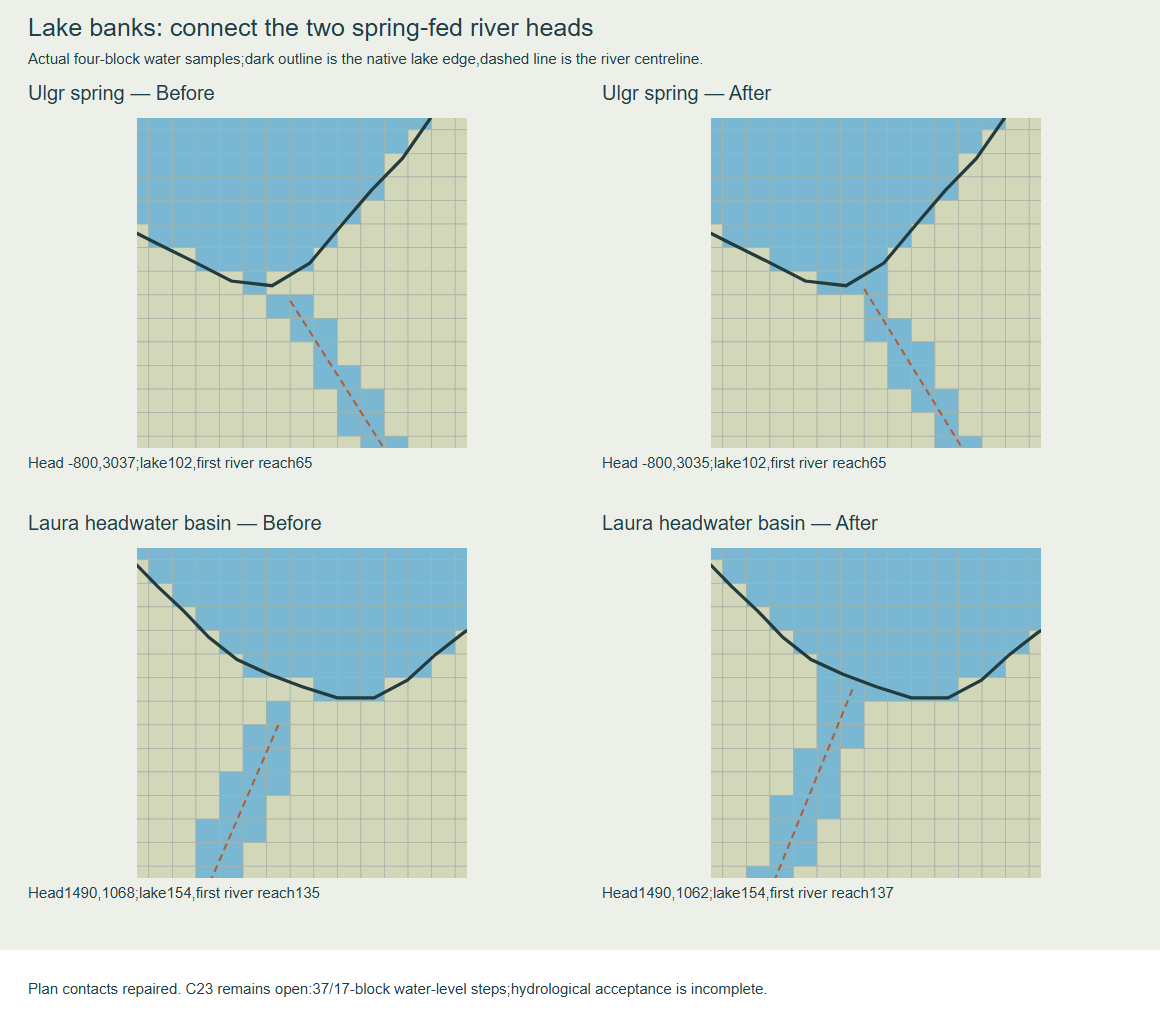 Lake banks: connect the two spring-fed river heads
Actual four-block water samples;dark outline is the native lake edge,dashed line is the river centreline.
Ulgr spring — Before
Ulgr spring — After
Head -800,3037;lake102,first river reach65
Head -800,3035;lake102,first river reach65
Laura headwater basin — Before
Laura headwater basin — After
Head1490,1068;lake154,first river reach135
Head1490,1062;lake154,first river reach137
Plan contacts repaired. C23 remains open:37/17-block water-level steps;hydrological acceptance is incomplete.